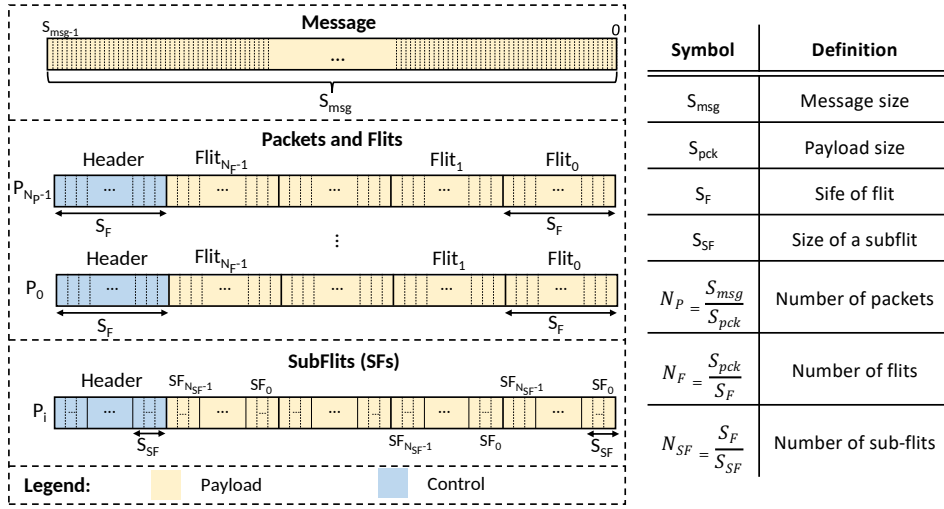 Message
S_msg-1 0
...
S_msg
Packets and Flits
Header Flit_N_F-1 Flit_1 Flit_0
P_N_P-1 ... ... ... ... ...
S_F S_F
⋮
Header Flit_N_F-1 Flit_1 Flit_0
P_0 ... ... ... ... ...
S_F S_F
SubFlits (SFs)
Header SF_N_SF-1 SF_0 SF_N_SF-1 SF_0
P_i ... ... ... ... ... ... ... ... ... ... ... ... ... ... ...
S_SF SF_N_SF-1 SF_0 S_SF
Legend: Payload Control
Symbol Definition
S_msg Message size
S_pck Payload size
S_F Sife of flit
S_SF Size of a subflit
N_P = S_msg / S_pck Number of packets
N_F = S_pck / S_F Number of flits
N_SF = S_F / S_SF Number of sub-flits